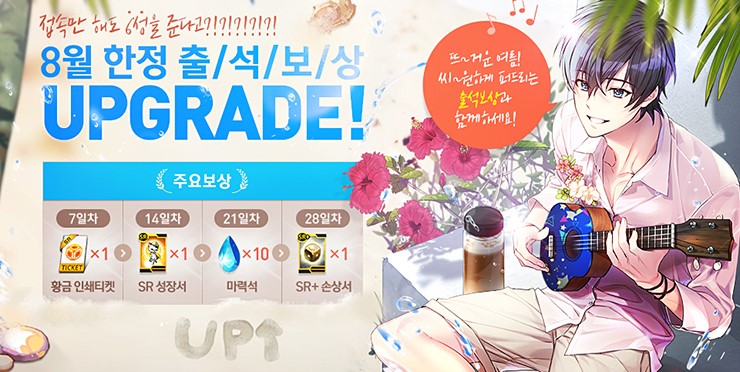 접속만 해도 6성을 준다고?!?!?!?!?!
8월 한정 출/석/보/상
UPGRADE!
뜨~거운 여름!
씨~원하게 퍼드리는
출석보상과
함께하세요!
주요보상
7일차
14일차
21일차
28일차
TICKET
×1
SR
×1
×10
SR+
×1
황금 인쇄티켓
SR 성장서
마력석
SR+ 손상서
UP↑